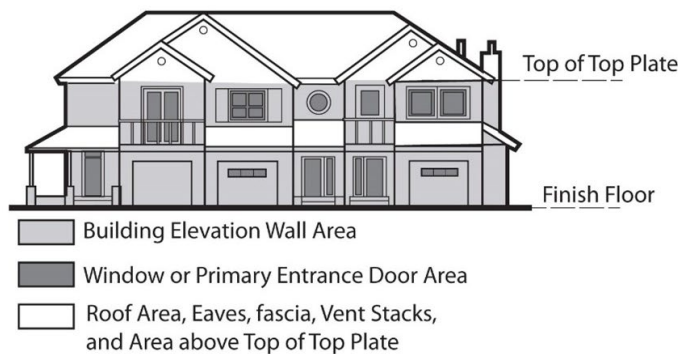 Top of Top Plate
Finish Floor
Building Elevation Wall Area
Window or Primary Entrance Door Area
Roof Area, Eaves, fascia, Vent Stacks,
and Area above Top of Top Plate